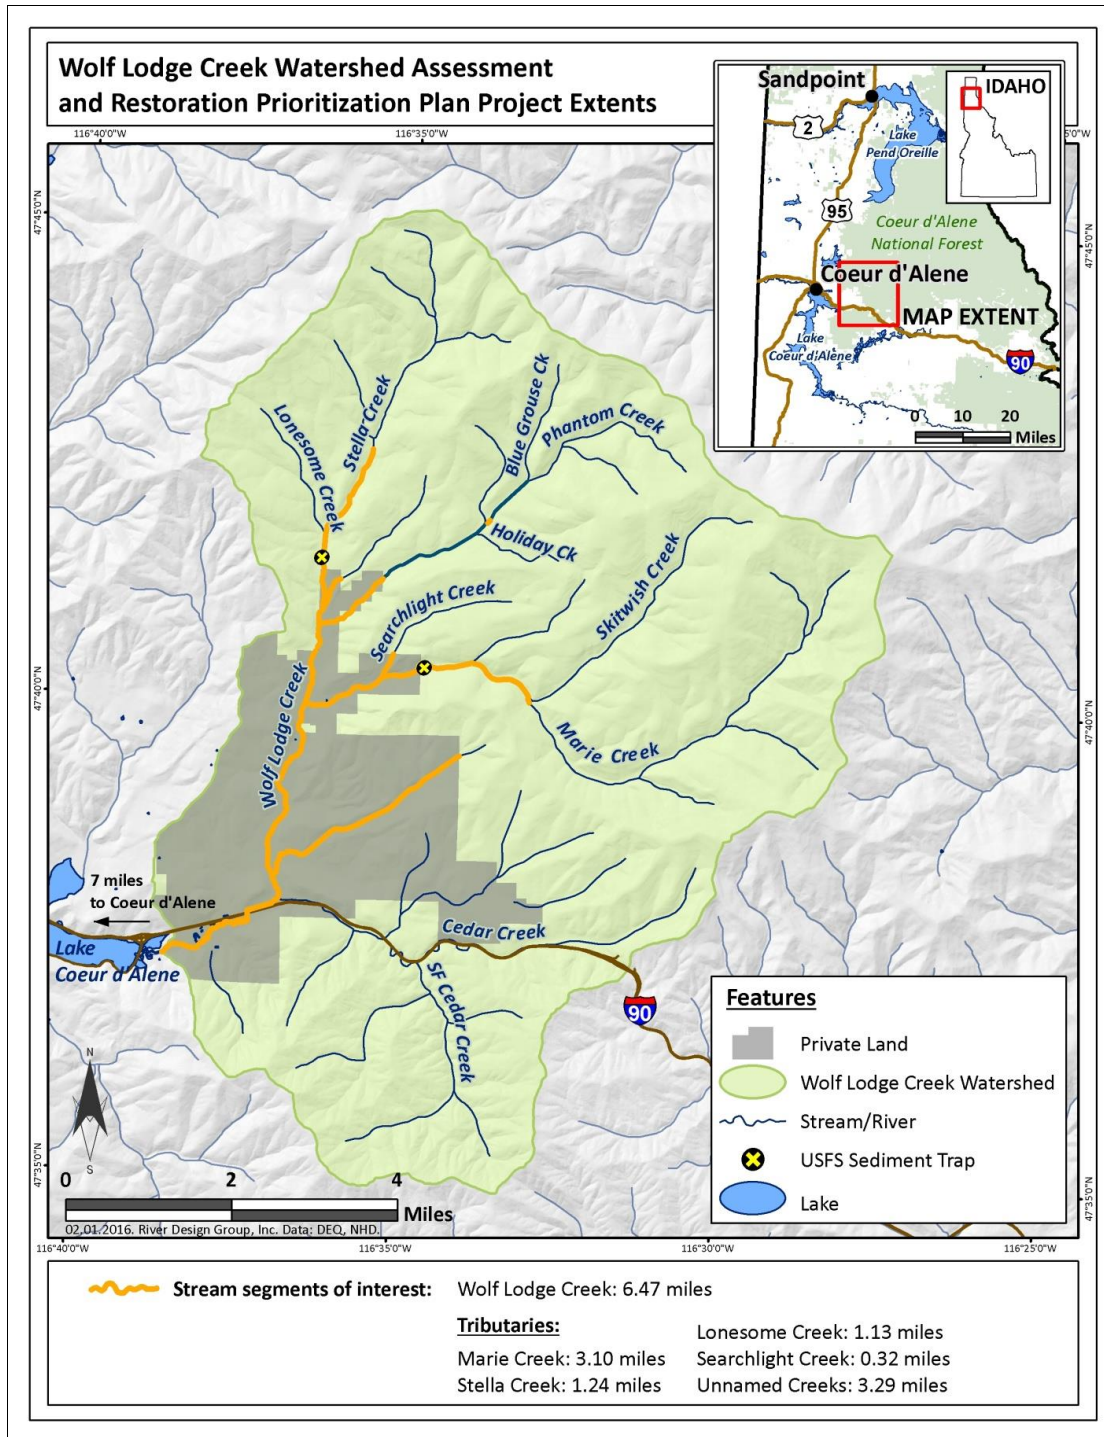 Wolf Lodge Creek Watershed Assessment
and Restoration Prioritization Plan Project Extents
116°40'0"W
116°35'0"W
5'0"W
Sandpoint
IDAHO
2
Lake
Pend Oreille
95
Coeur d'Alene
National Forest
Coeur d'Alene
MAP EXTENT
Lake
Coeur d'Alene
90
0 10 20
Miles
47°45'0"N
47°45'0"N
Lonesome Creek
Stella Creek
Blue Grouse Ck
Phantom Creek
Holiday Ck
Searchlight Creek
Skitwish Creek
47°40'0"N
47°40'0"N
Wolf Lodge Creek
Marie Creek
7 miles
to Coeur d'Alene
Lake
Coeur d'Alene
Cedar Creek
SF Cedar Creek
90
Features
Private Land
Wolf Lodge Creek Watershed
Stream/River
USFS Sediment Trap
Lake
N
S
47°35'0"N
47°35'0"N
0 2 4
Miles
02.01.2016. River Design Group, Inc. Data: DEQ, NHD.
116°40'0"W
116°35'0"W
116°30'0"W
116°25'0"W
Stream segments of interest: Wolf Lodge Creek: 6.47 miles
Tributaries:
Marie Creek: 3.10 miles
Stella Creek: 1.24 miles
Lonesome Creek: 1.13 miles
Searchlight Creek: 0.32 miles
Unnamed Creeks: 3.29 miles